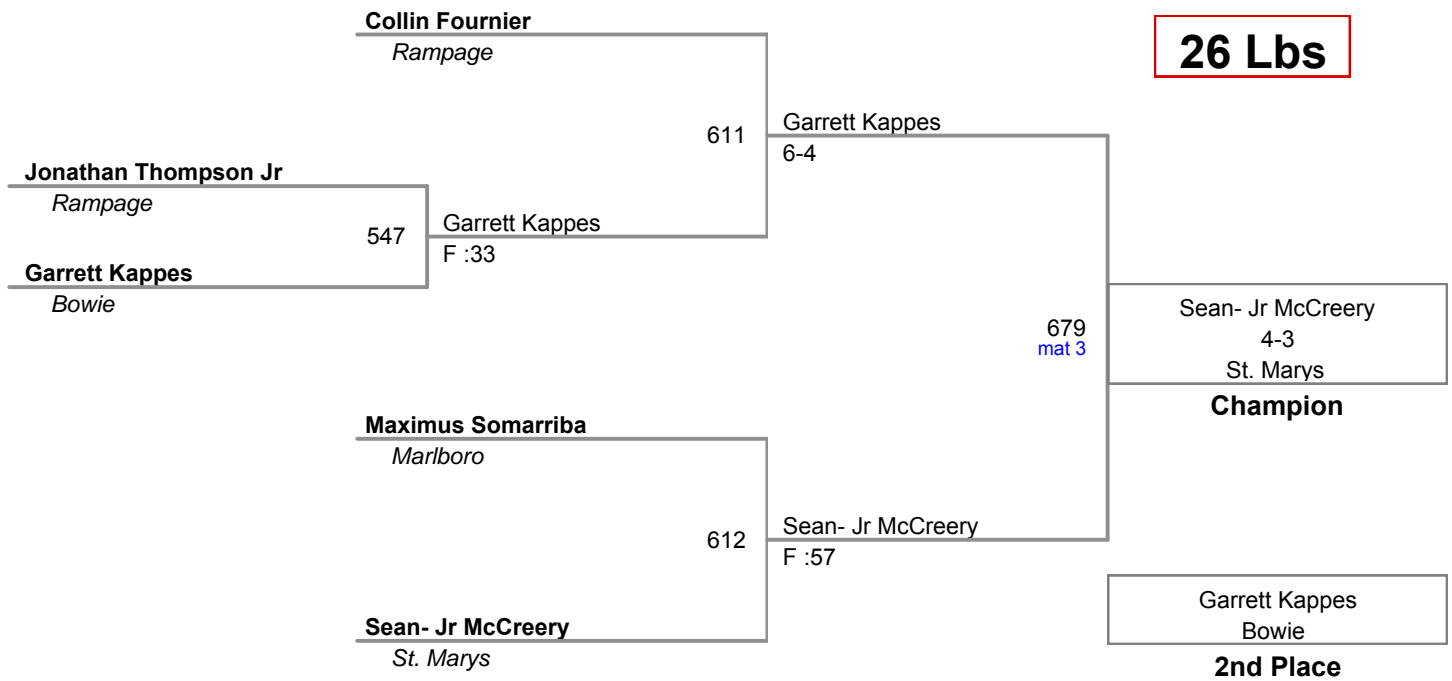 Collin Fournier
Rampage
26 Lbs
611
Garrett Kappes
6-4
Jonathan Thompson Jr
Rampage
547
Garrett Kappes
F :33
Garrett Kappes
Bowie
679
mat 3
Sean- Jr McCreery
4-3
St. Marys
Champion
Maximus Somarriba
Marlboro
612
Sean- Jr McCreery
F :57
Sean- Jr McCreery
St. Marys
Garrett Kappes
Bowie
2nd Place